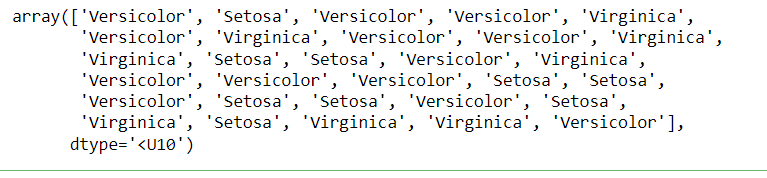 array(['Versicolor', 'Setosa', 'Versicolor', 'Versicolor', 'Virginica',
'Versicolor', 'Virginica', 'Versicolor', 'Versicolor', 'Virginica',
'Virginica', 'Setosa', 'Setosa', 'Versicolor', 'Virginica',
'Versicolor', 'Versicolor', 'Versicolor', 'Setosa', 'Setosa',
'Versicolor', 'Setosa', 'Setosa', 'Versicolor', 'Setosa',
'Virginica', 'Setosa', 'Virginica', 'Virginica', 'Versicolor'],
dtype='<U10')